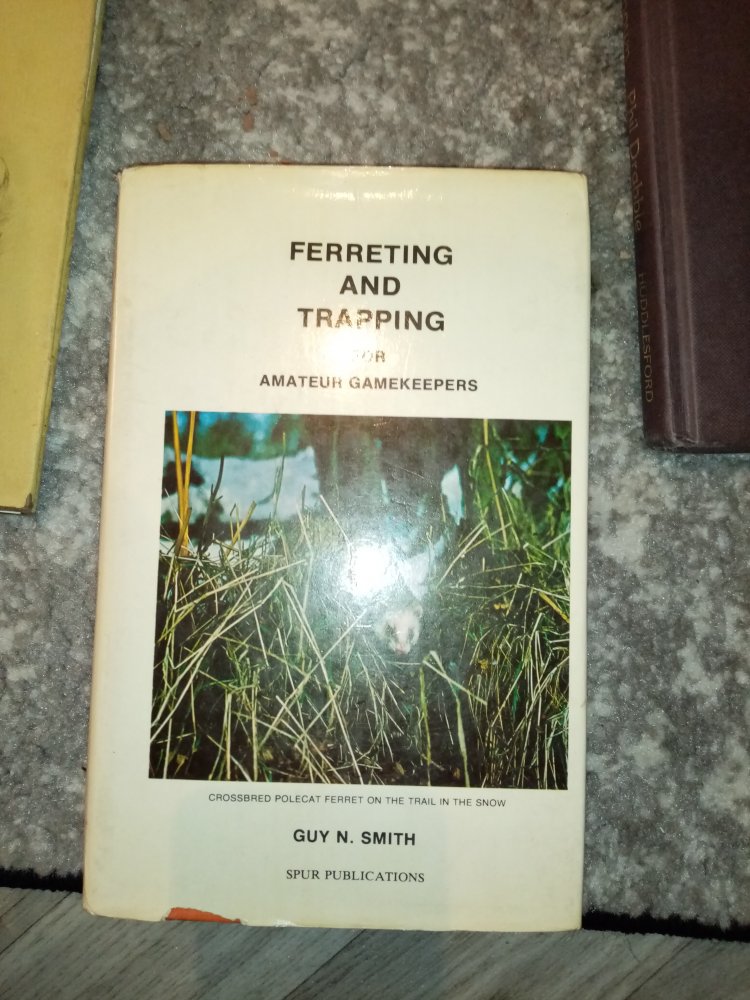 FERRETING
AND
TRAPPING
FOR
AMATEUR GAMEKEEPERS
CROSSBRED POLECAT FERRET ON THE TRAIL IN THE SNOW
GUY N. SMITH
SPUR PUBLICATIONS
Phil Drabble
HUDDLESFORD